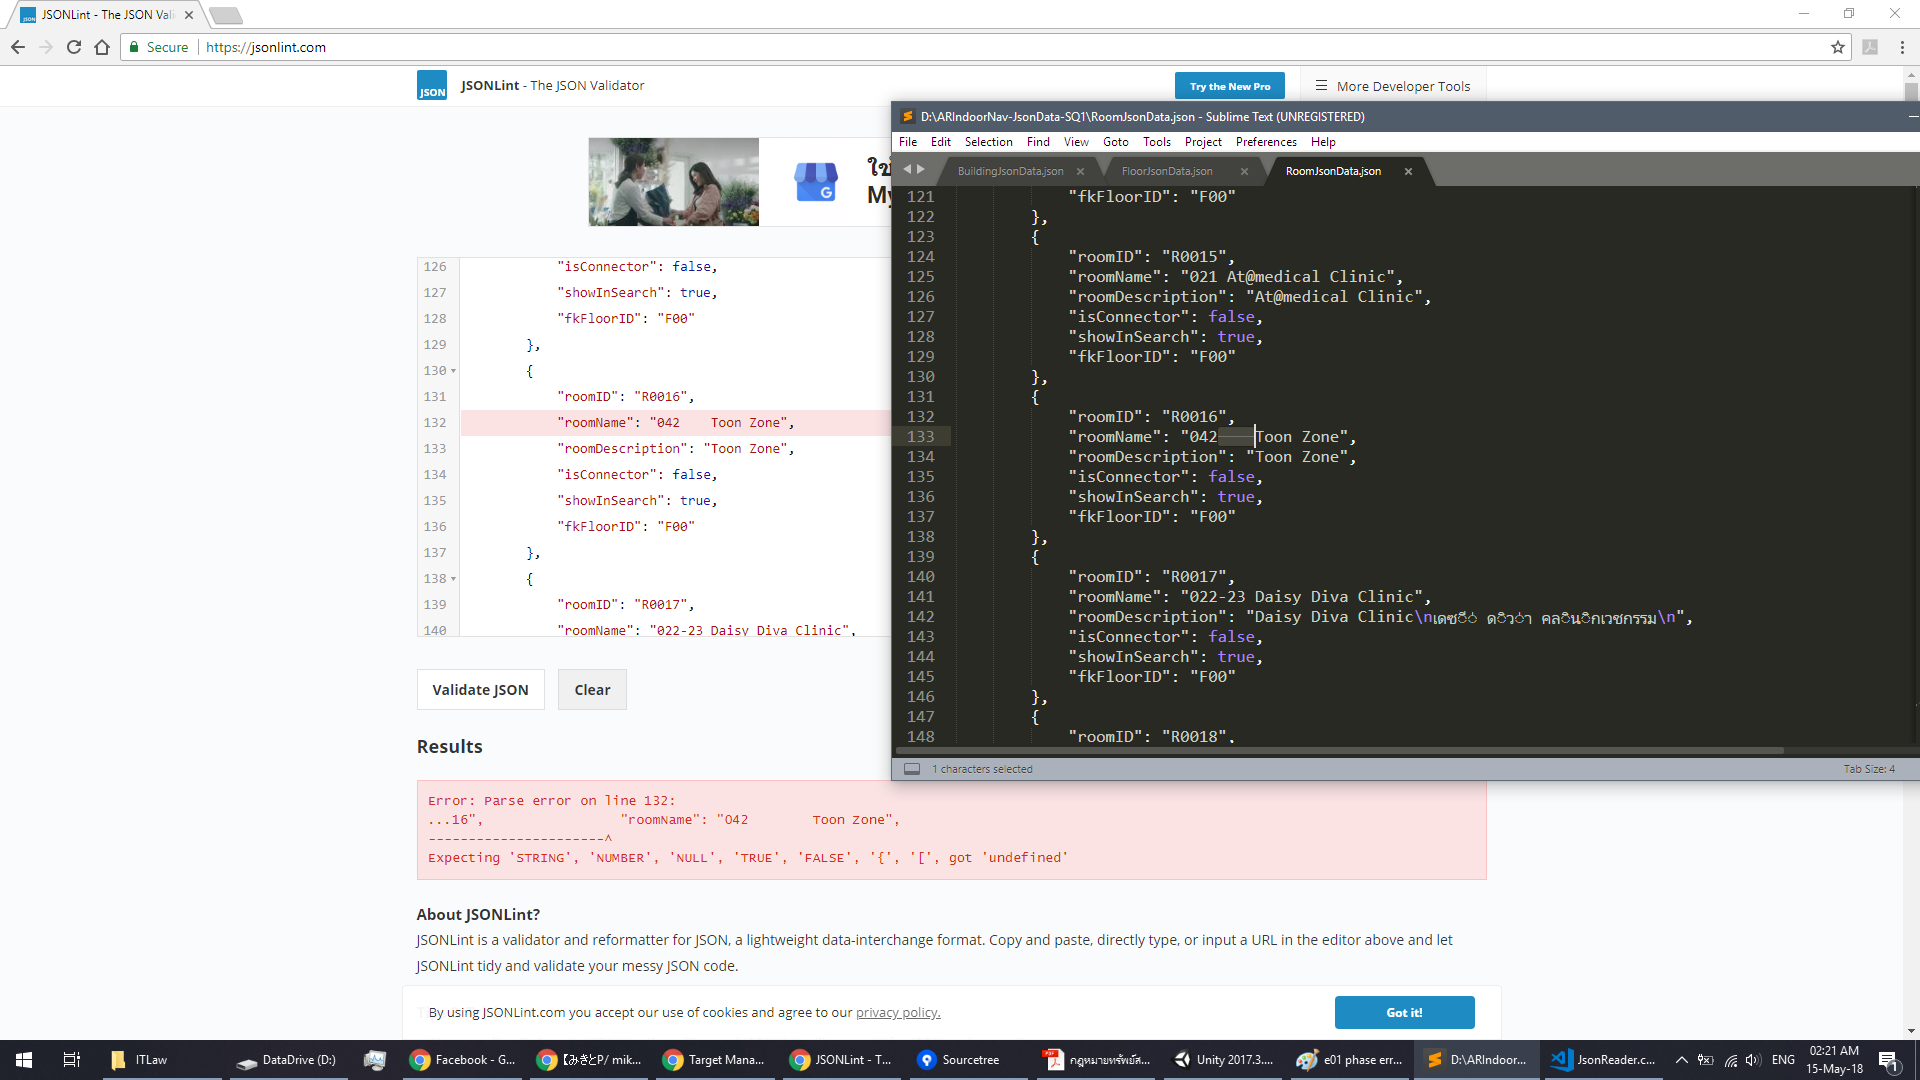 JSONLint - The JSON Vali
Secure
https://jsonlint.com
JSON
JSONLint - The JSON Validator
Try the New Pro
More Developer Tools
126 "isConnector": false,
127 "showInSearch": true,
128 "fkFloorID": "F00"
129 },
130 {
131 "roomID": "R0016",
132 "roomName": "042    Toon Zone",
133 "roomDescription": "Toon Zone",
134 "isConnector": false,
135 "showInSearch": true,
136 "fkFloorID": "F00"
137 },
138 {
139 "roomID": "R0017",
140 "roomName": "022-23 Daisy Diva Clinic",
Validate JSON
Clear
Results
Error: Parse error on line 132:
...16", "roomName": "042 Toon Zone",
----------------------^
Expecting 'STRING', 'NUMBER', 'NULL', 'TRUE', 'FALSE', '{', '[', got 'undefined'
About JSONLint?
JSONLint is a validator and reformatter for JSON, a lightweight data-interchange format. Copy and paste, directly type, or input a URL in the editor above and let
JSONLint tidy and validate your messy JSON code.
By using JSONLint.com you accept our use of cookies and agree to our privacy policy.
Got it!
D:\ARIndoorNav-JsonData-SQ1\RoomJsonData.json - Sublime Text (UNREGISTERED)
File Edit Selection Find View Goto Tools Project Preferences Help
BuildingJsonData.json
FloorJsonData.json
RoomJsonData.json
121 "fkFloorID": "F00"
122 },
123 {
124 "roomID": "R0015",
125 "roomName": "021 At@medical Clinic",
126 "roomDescription": "At@medical Clinic",
127 "isConnector": false,
128 "showInSearch": true,
129 "fkFloorID": "F00"
130 },
131 {
132 "roomID": "R0016",
133 "roomName": "042    Toon Zone",
134 "roomDescription": "Toon Zone",
135 "isConnector": false,
136 "showInSearch": true,
137 "fkFloorID": "F00"
138 },
139 {
140 "roomID": "R0017",
141 "roomName": "022-23 Daisy Diva Clinic",
142 "roomDescription": "Daisy Diva Clinic\nเดซี่ ดิว่า คลินิกเวชกรรม\n",
143 "isConnector": false,
144 "showInSearch": true,
145 "fkFloorID": "F00"
146 },
147 {
148 "roomID": "R0018",
1 characters selected
Tab Size: 4
ITLaw
DataDrive (D:)
Facebook - G...
【みきとP/ mik...
Target Mana...
JSONLint - T...
Sourcetree
กฎหมายทรัพย์ส...
Unity 2017.3....
e01 phase err...
D:\ARIndoor...
JsonReader.c...
ENG
02:21 AM
15-May-18